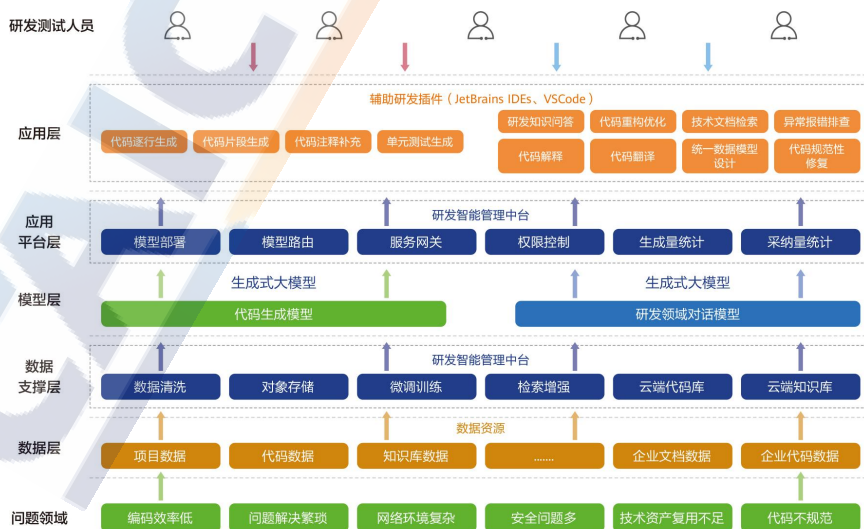 研发测试人员
应用层
辅助研发插件（JetBrains IDEs、VSCode）
代码逐行生成
代码片段生成
代码注释补充
单元测试生成
研发知识问答
代码重构优化
技术文档检索
异常报错排查
代码解释
代码翻译
统一数据模型
设计
代码规范性
修复
应用
平台层
研发智能管理中台
模型部署
模型路由
服务网关
权限控制
生成量统计
采纳量统计
模型层
生成式大模型
生成式大模型
代码生成模型
研发领域对话模型
数据
支撑层
研发智能管理中台
数据清洗
对象存储
微调训练
检索增强
云端代码库
云端知识库
数据层
数据资源
项目数据
代码数据
知识库数据
.......
企业文档数据
企业代码数据
问题领域
编码效率低
问题解决繁琐
网络环境复杂
安全问题多
技术资产复用不足
代码不规范